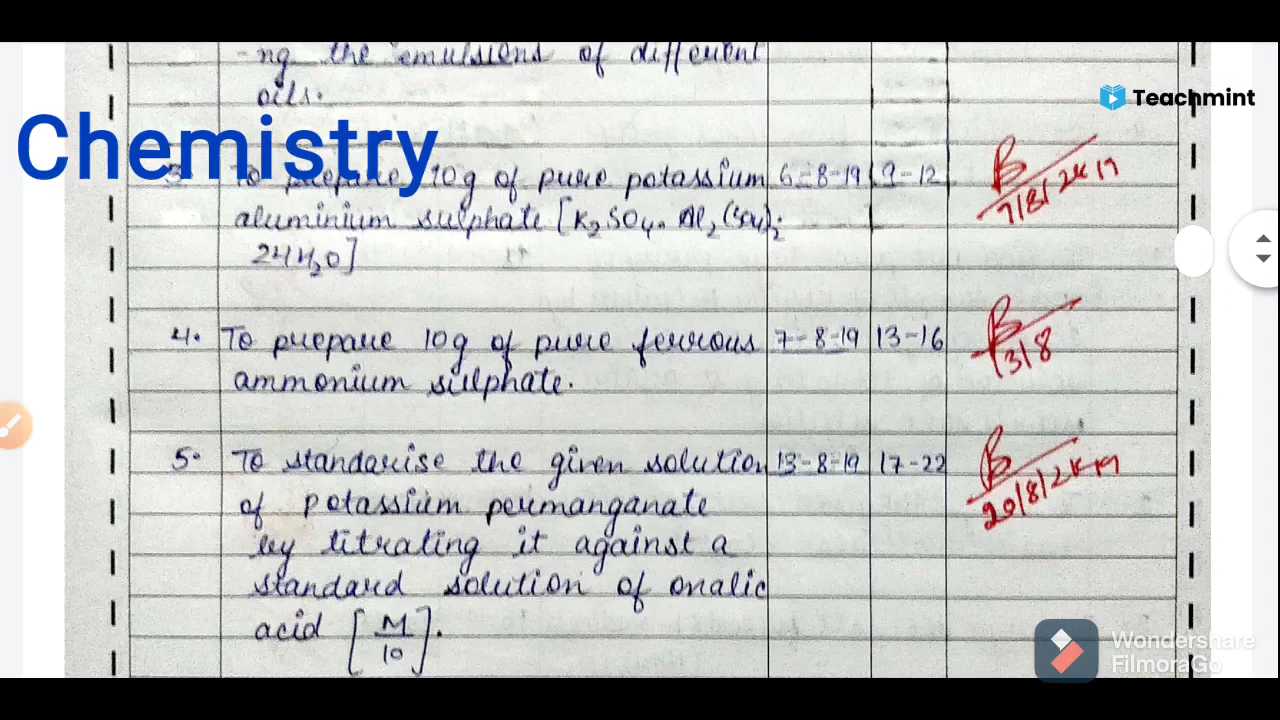 -ng the emulsions of different
oils.
Teachmint
Chemistry
3. To prepare 10g of pure potassium 6-8-19 9-12
7/8/2k19
aluminium sulphate [K₂SO₄. Al₂(SO₄)₃
24H₂O]
4. To prepare 10g of pure ferrous 7-8-19 13-16
13/8
ammonium sulphate.
5. To standarise the given solution 13-8-19 17-22
20/8/2k19
of potassium permanganate
by titrating it against a
standard solution of oxalic
acid [M/10].
Wondershare
FilmoraGo